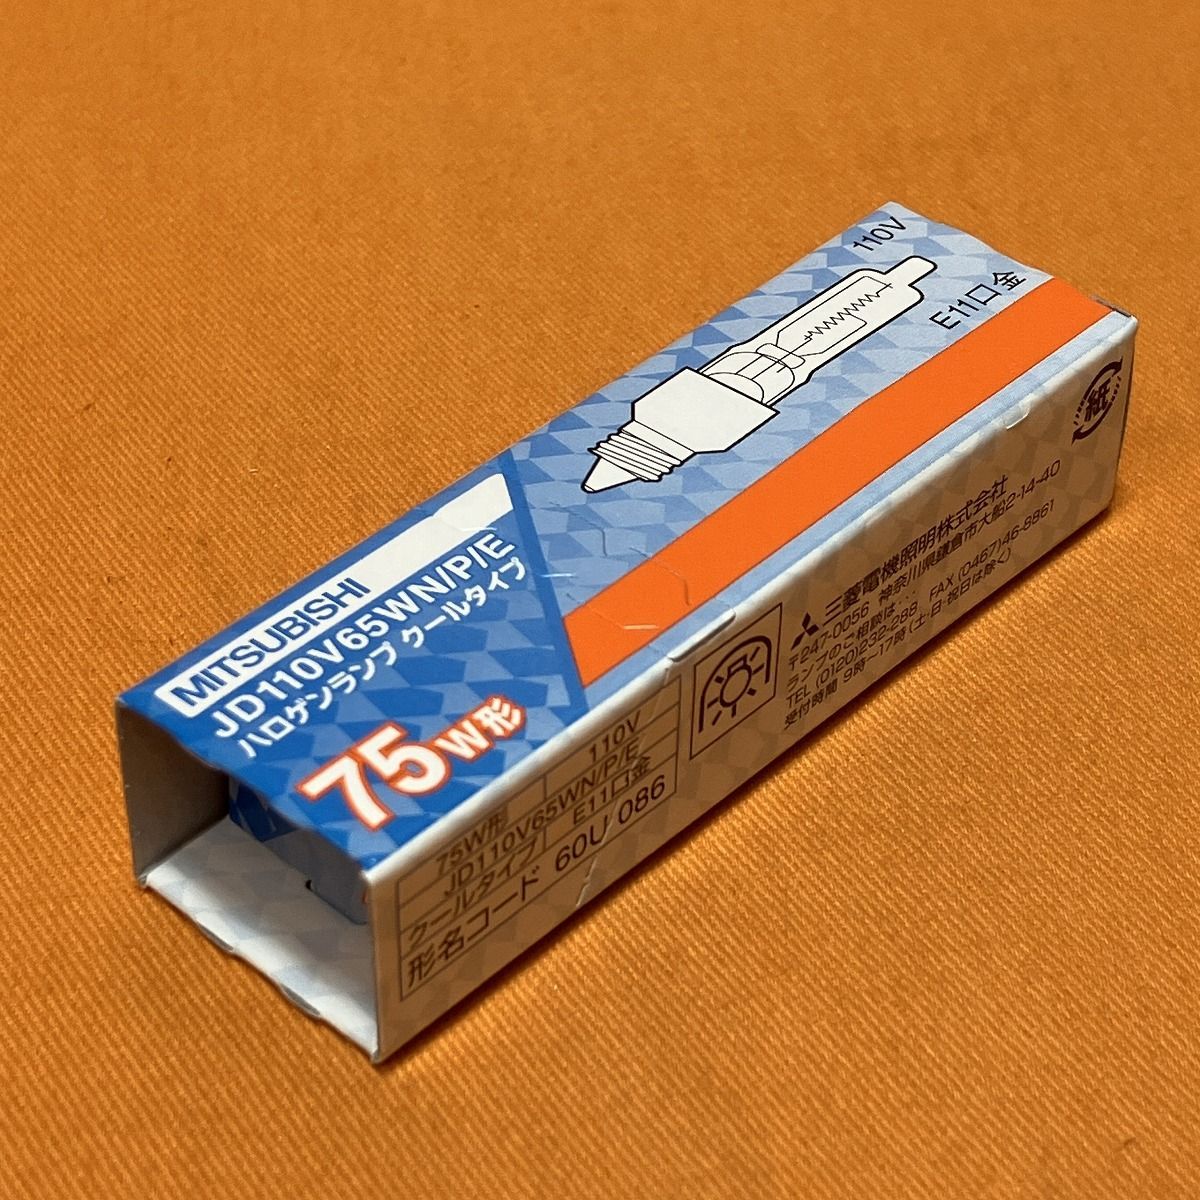 110V
E11口金
MITSUBISHI
JD110V65WN/P/E
ハロゲンランプ クールタイプ
75W形
紙
三菱電機照明株式会社
〒247-0056 神奈川県鎌倉市大船2-14-40
ランプのご相談は...
TEL (0120)232-288 FAX (0467)46-8861
受付時間 9時~17時(土・日・祝日は除く)
75W形 110V
JD110V65WN/P/E
クールタイプ E11口金
形名コード 60U 086